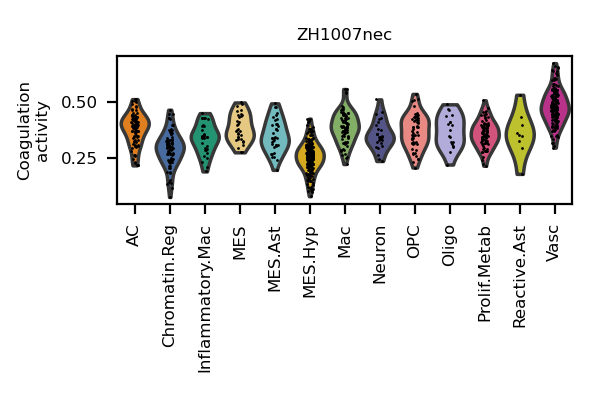 ZH1007nec
Coagulation
activity
0.50
0.25
AC
Chromatin.Reg
Inflammatory.Mac
MES
MES.Ast
MES.Hyp
Mac
Neuron
OPC
Oligo
Prolif.Metab
Reactive.Ast
Vasc